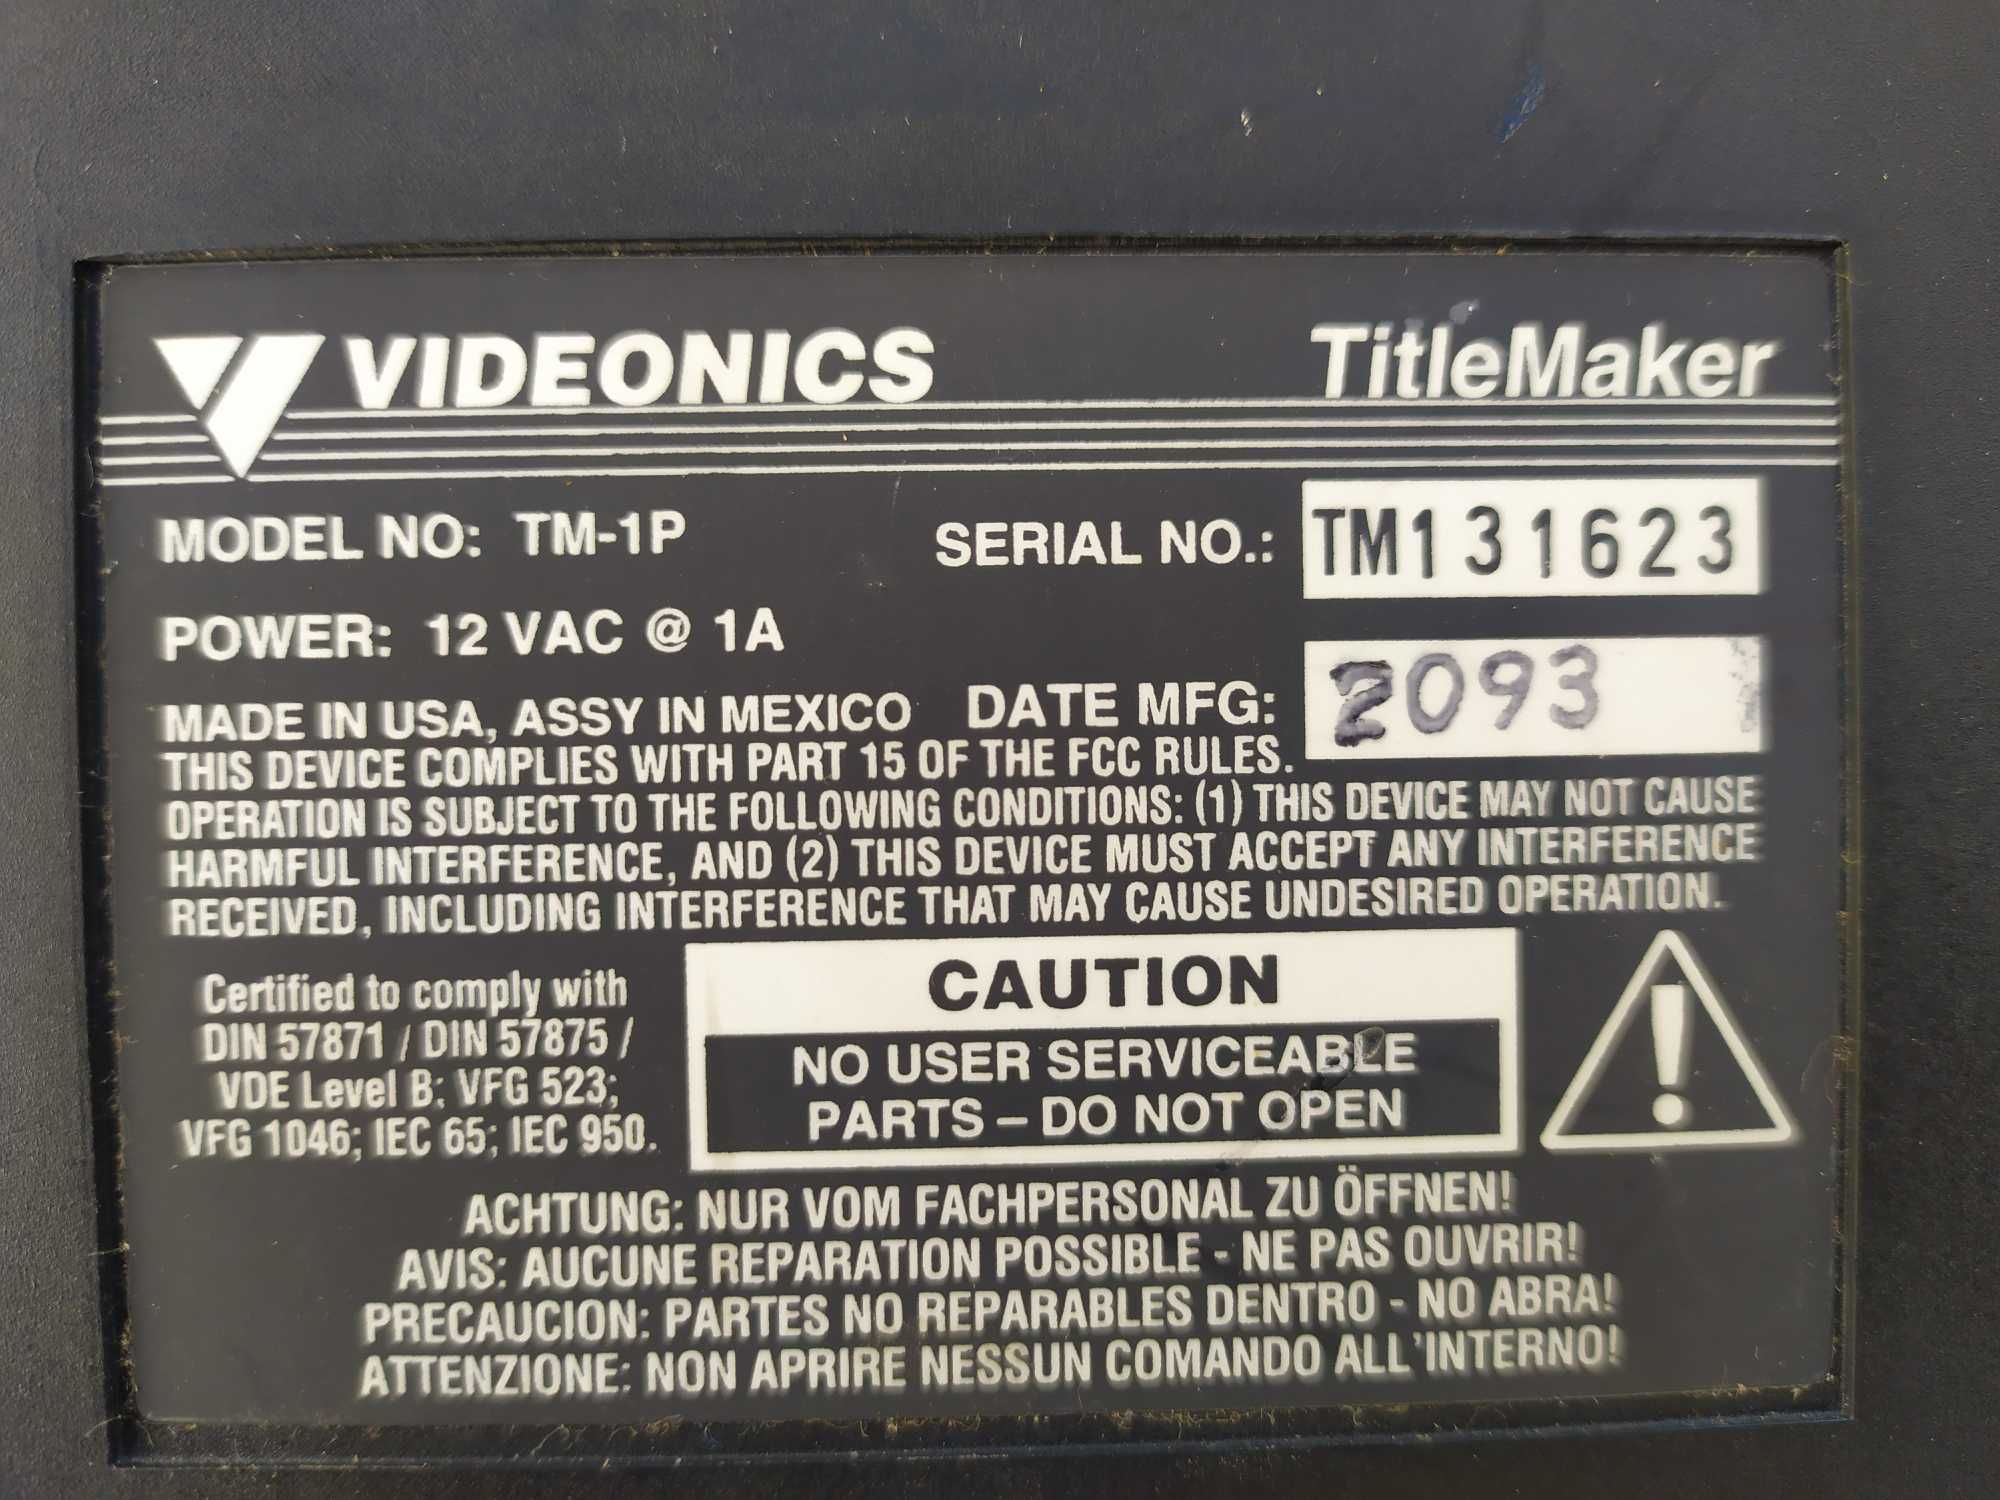 VIDEONICS TitleMaker
MODEL NO: TM-1P SERIAL NO.: TM131623
POWER: 12 VAC @ 1A
MADE IN USA, ASSY IN MEXICO DATE MFG: 2093
THIS DEVICE COMPLIES WITH PART 15 OF THE FCC RULES.
OPERATION IS SUBJECT TO THE FOLLOWING CONDITIONS: (1) THIS DEVICE MAY NOT CAUSE
HARMFUL INTERFERENCE, AND (2) THIS DEVICE MUST ACCEPT ANY INTERFERENCE
RECEIVED, INCLUDING INTERFERENCE THAT MAY CAUSE UNDESIRED OPERATION.
Certified to comply with
DIN 57871 / DIN 57875 /
VDE Level B; VFG 523;
VFG 1046; IEC 65; IEC 950.
CAUTION
NO USER SERVICEABLE
PARTS – DO NOT OPEN
ACHTUNG: NUR VOM FACHPERSONAL ZU ÖFFNEN!
AVIS: AUCUNE REPARATION POSSIBLE - NE PAS OUVRIR!
PRECAUCION: PARTES NO REPARABLES DENTRO - NO ABRA!
ATTENZIONE: NON APRIRE NESSUN COMANDO ALL'INTERNO!